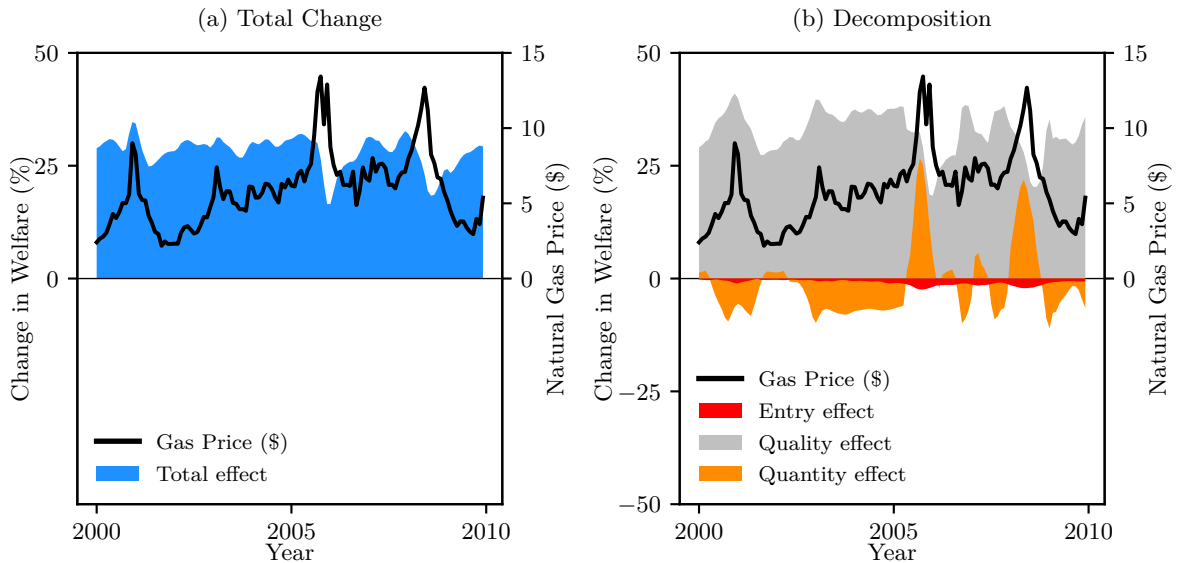 (a) Total Change
50
25
0
Change in Welfare (%)
15
10
5
0
Natural Gas Price ($)
Gas Price ($)
Total effect
2000
2005
2010
Year
(b) Decomposition
50
25
0
−25
−50
Change in Welfare (%)
15
10
5
0
Natural Gas Price ($)
Gas Price ($)
Entry effect
Quality effect
Quantity effect
2000
2005
2010
Year